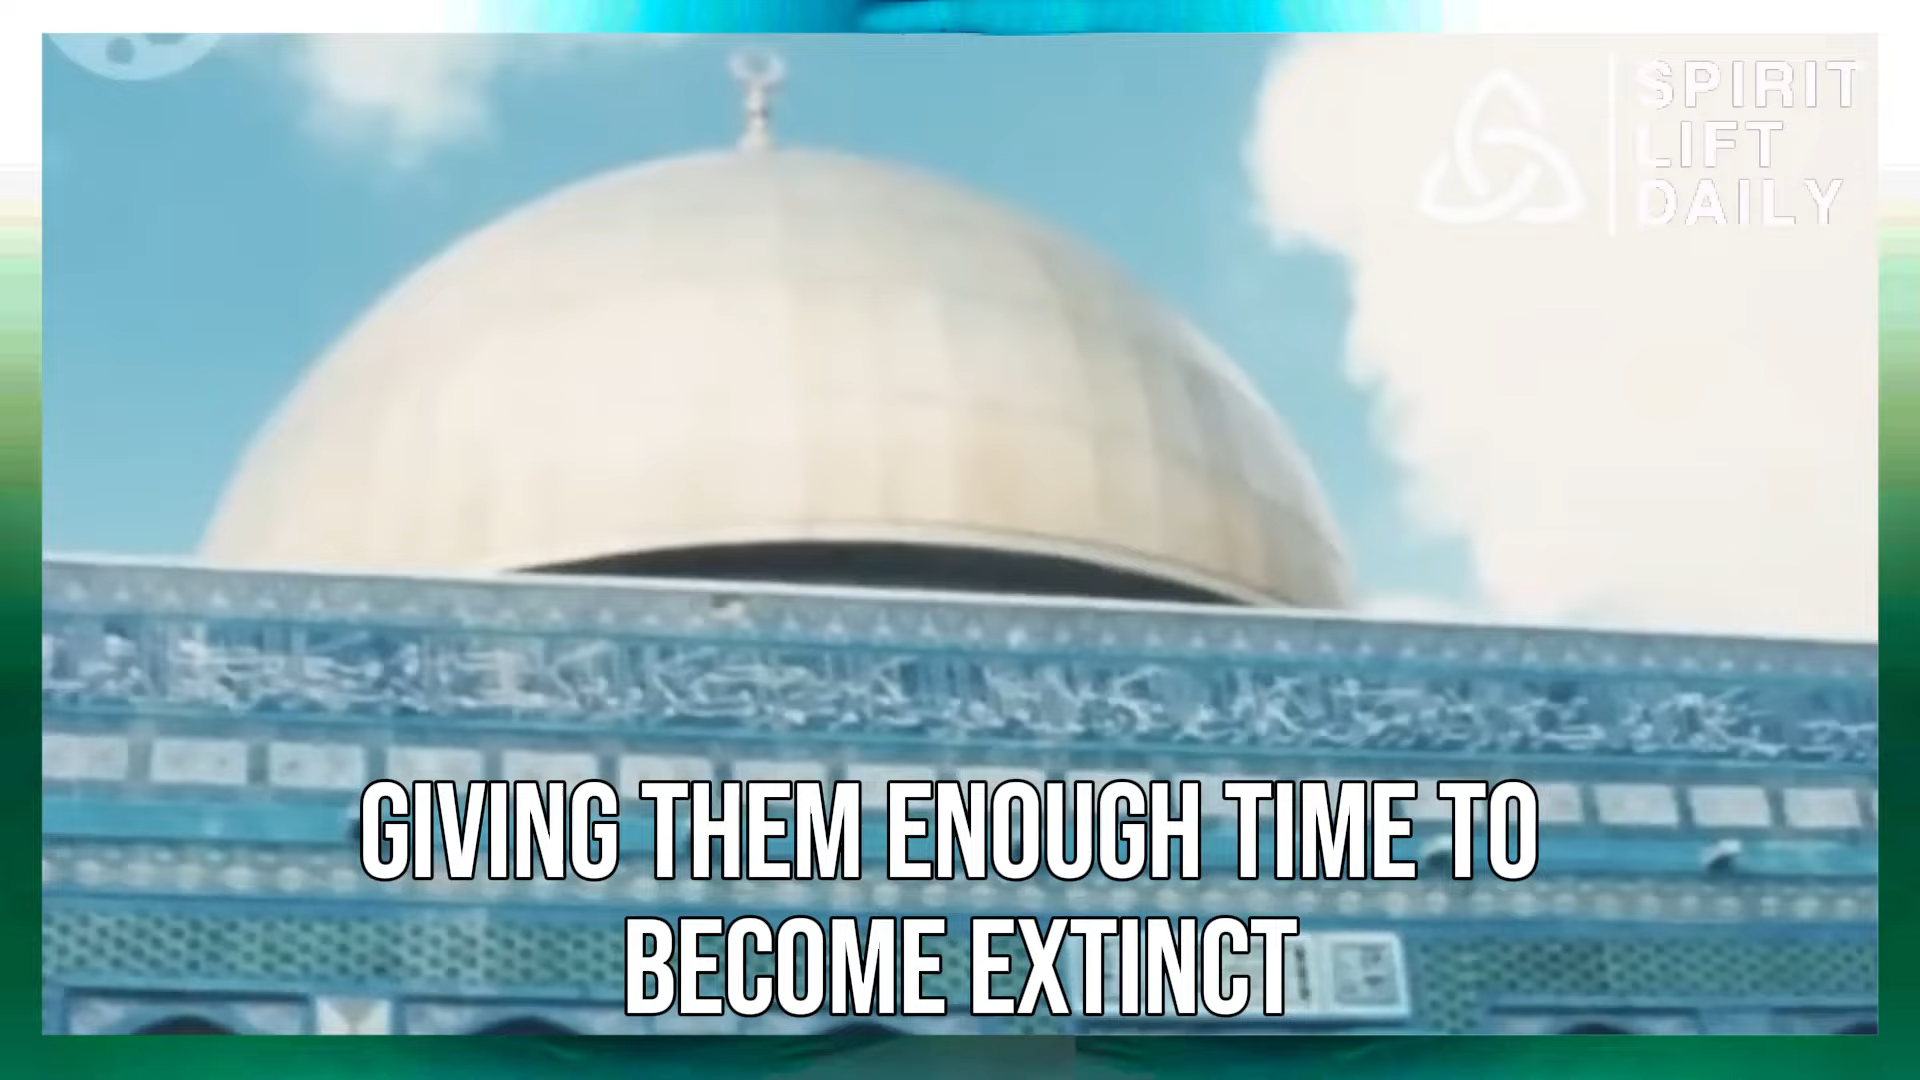 SPIRIT
LIFT
DAILY
GIVING THEM ENOUGH TIME TO
BECOME EXTINCT